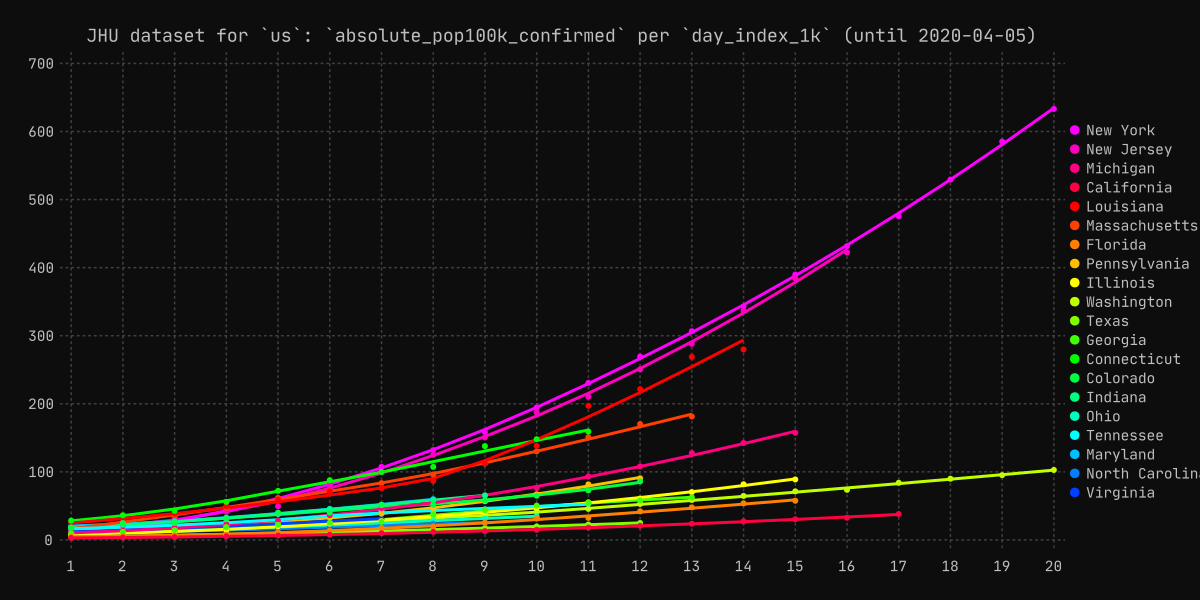 JHU dataset for `us`: `absolute_pop100k_confirmed` per `day_index_1k` (until 2020-04-05)
700
600
500
400
300
200
100
0
1 2 3 4 5 6 7 8 9 10 11 12 13 14 15 16 17 18 19 20
New York
New Jersey
Michigan
California
Louisiana
Massachusetts
Florida
Pennsylvania
Illinois
Washington
Texas
Georgia
Connecticut
Colorado
Indiana
Ohio
Tennessee
Maryland
North Carolin
Virginia